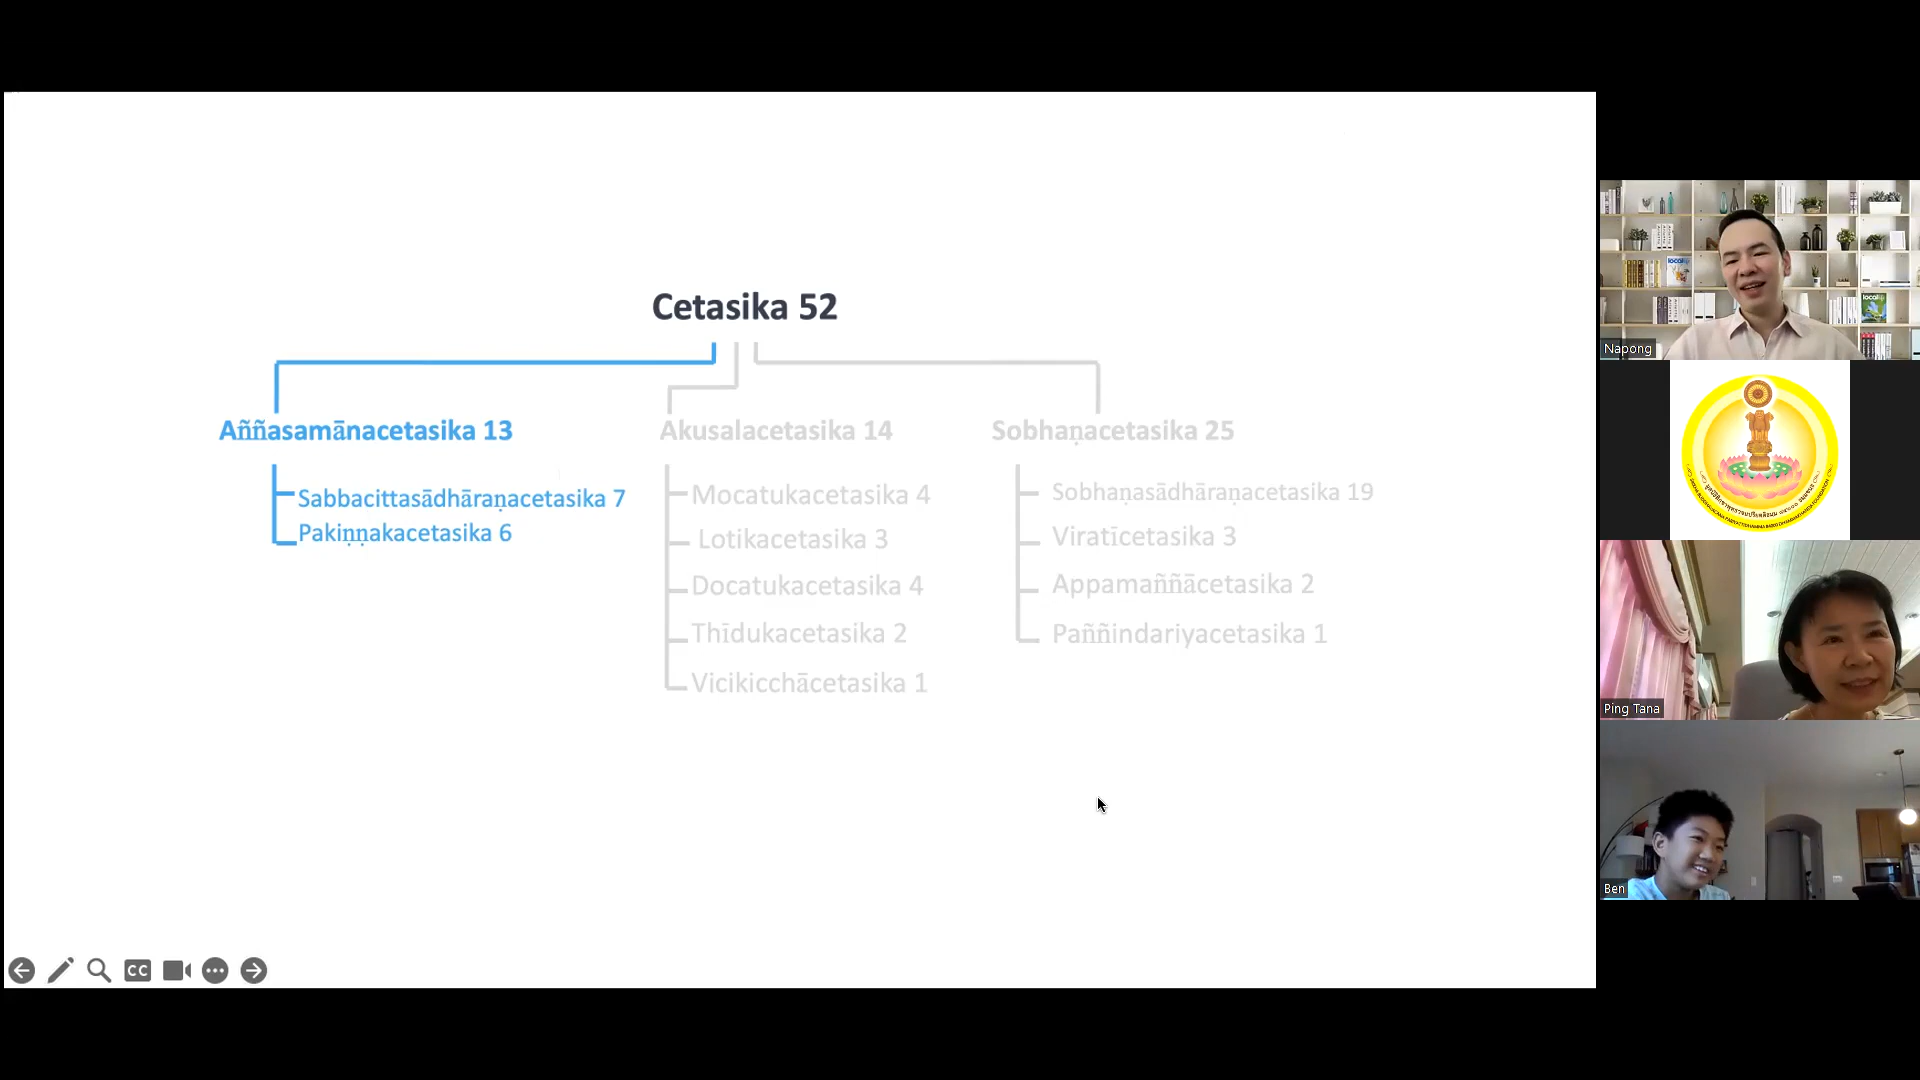 Cetasika 52
Aññasamānacetasika 13
Sabbacittasādhāraṇacetasika 7
Pakiṇṇakacetasika 6
Akusalacetasika 14
Mocatukacetasika 4
Lotikacetasika 3
Docatukacetasika 4
Thīdukacetasika 2
Vicikicchācetasika 1
Sobhaṇacetasika 25
Sobhaṇasādhāraṇacetasika 19
Viratīcetasika 3
Appamaññācetasika 2
Paññindariyacetasika 1
CC
Napong
Ping Tana
Ben